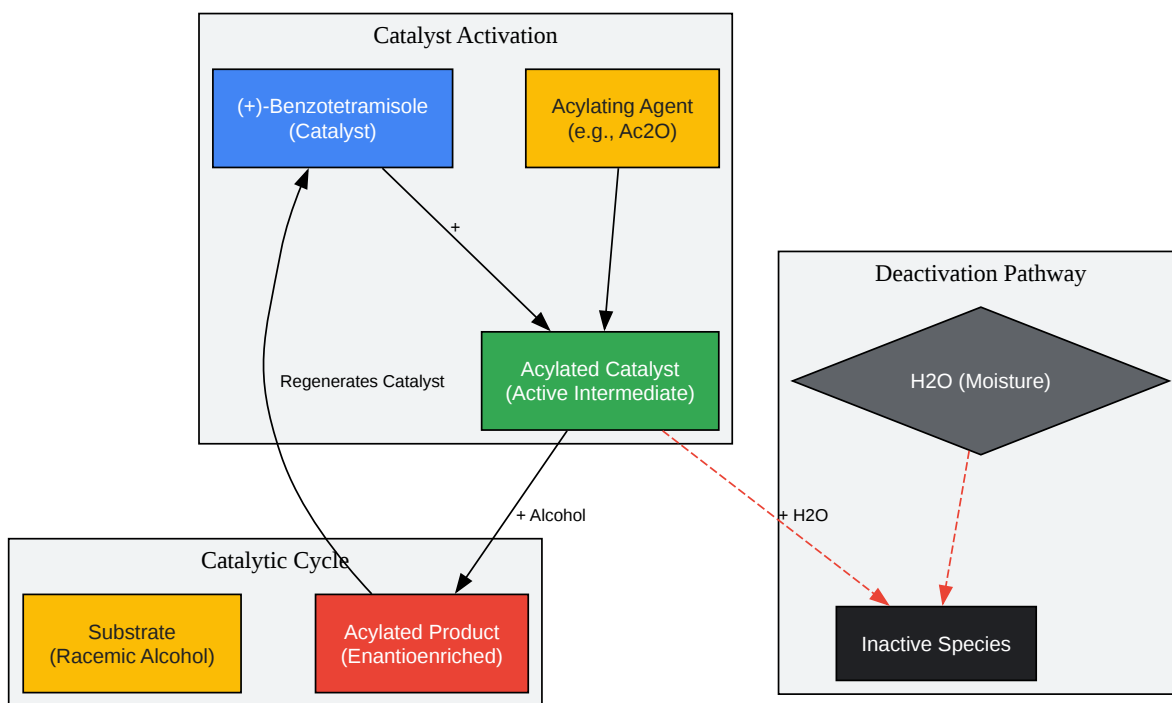 Catalyst Activation
(+)-Benzotetramisole
(Catalyst)
Acylating Agent
(e.g., Ac2O)
+
Acylated Catalyst
(Active Intermediate)
Regenerates Catalyst
+ Alcohol
Deactivation Pathway
H2O (Moisture)
+ H2O
Inactive Species
Catalytic Cycle
Substrate
(Racemic Alcohol)
Acylated Product
(Enantioenriched)